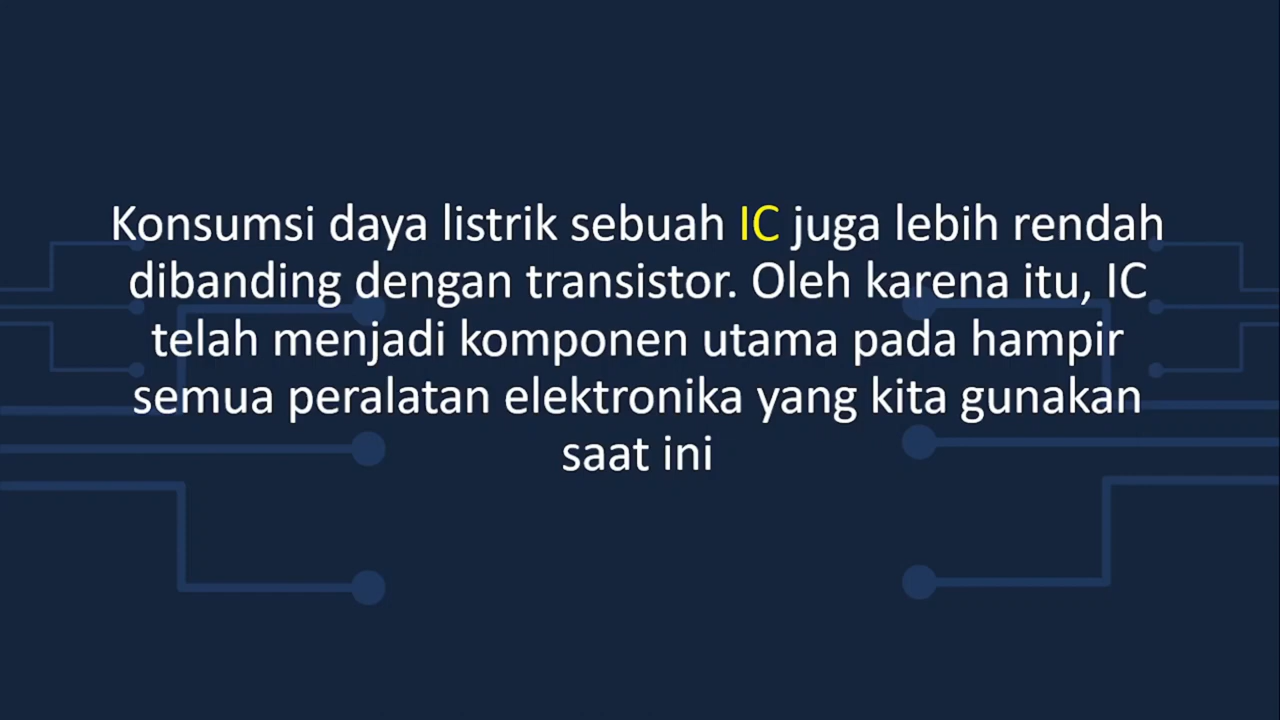 Konsumsi daya listrik sebuah IC juga lebih rendah
dibanding dengan transistor. Oleh karena itu, IC
telah menjadi komponen utama pada hampir
semua peralatan elektronika yang kita gunakan
saat ini